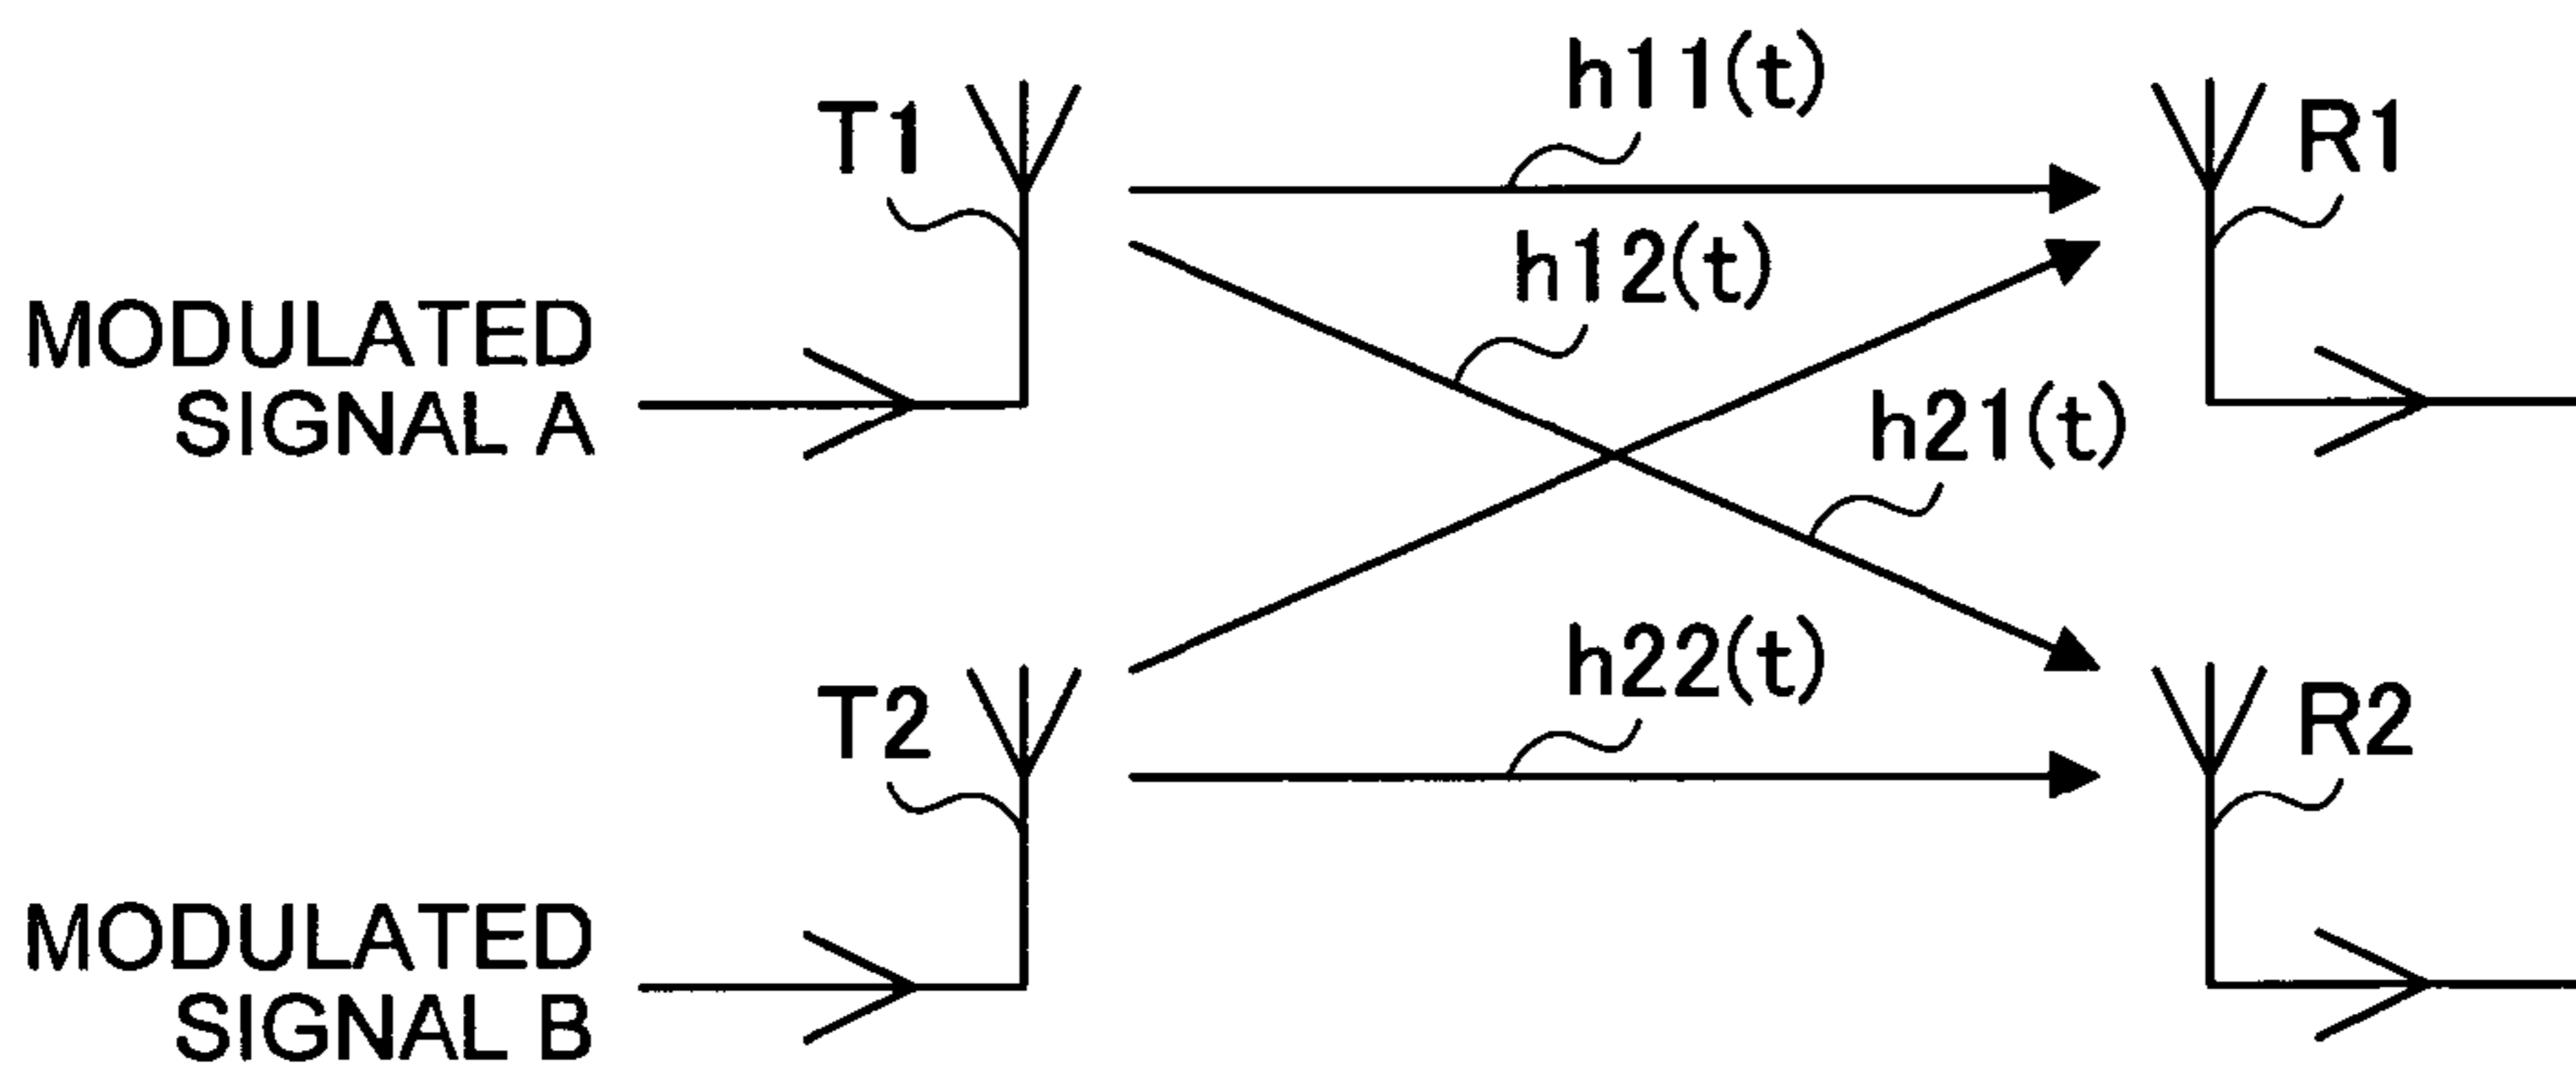 h11(t)
T1
R1
h12(t)
MODULATED
SIGNAL A
h21(t)
h22(t)
T2
R2
MODULATED
SIGNAL B